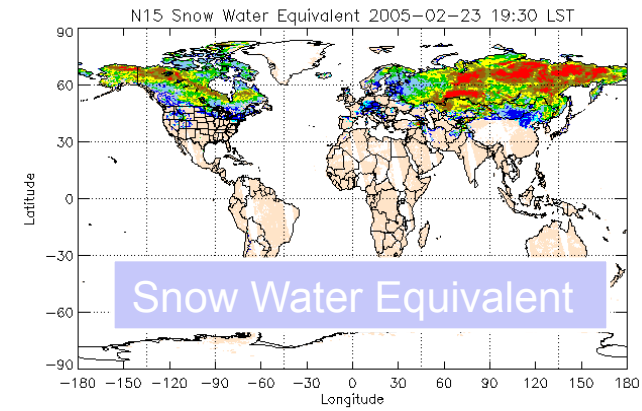 N15 Snow Water Equivalent 2005-02-23 19:30 LST
90
60
30
0
-30
-60
-90
Latitude
Snow Water Equivalent
-180 -150 -120 -90 -60 -30 0 30 60 90 120 150 180
Longitude